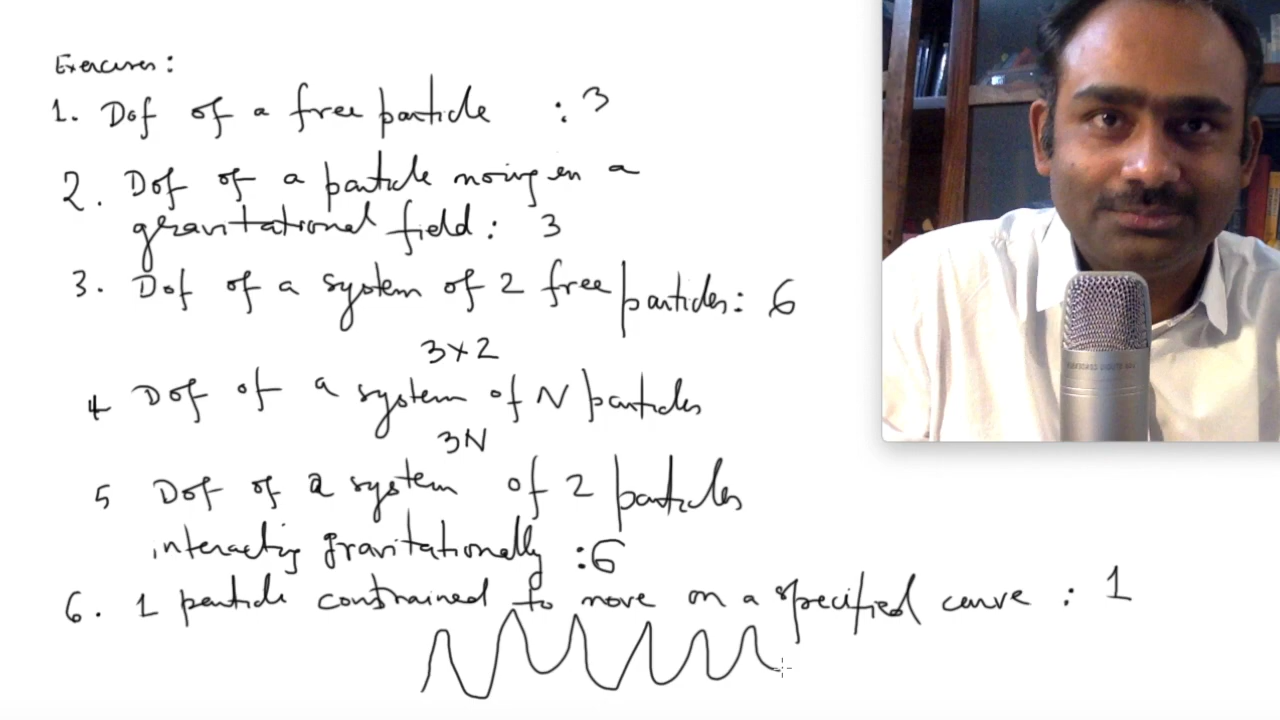 Exercises:
1. Dof of a free particle : 3
2. Dof of a particle moving in a
gravitational field: 3
3. Dof of a system of 2 free particles: 6
3x2
4 Dof of a system of N particles
3N
5 Dof of a system of 2 particles
interacting gravitationally :6
6. 1 particle constrained to move on a specified curve : 1